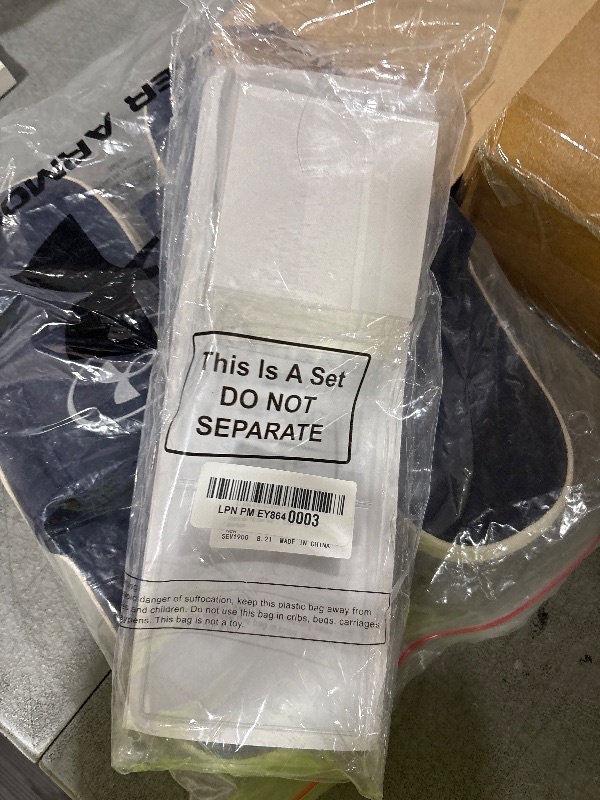 ER ARMO
This Is A Set
DO NOT
SEPARATE
LPN PM EY864 0003
SEV1900 8.21 MADE IN CHINA
danger of suffocation, keep this plastic bag away from
and children. Do not use this bag in cribs, beds, carriages
This bag is not a toy.